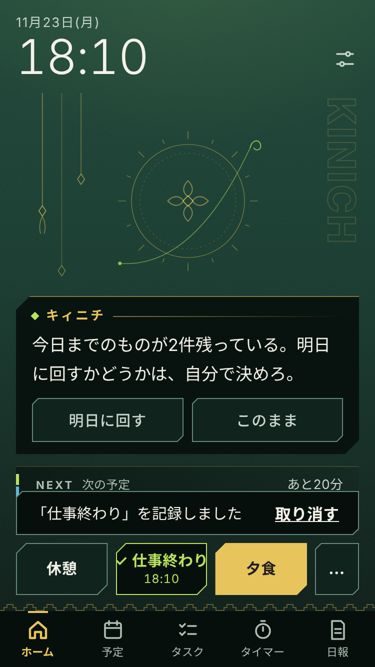 11月23日(月)
18:10
KINICH
キィニチ
今日までのものが2件残っている。明日
に回すかどうかは、自分で決めろ。
明日に回す
このまま
NEXT 次の予定
あと20分
「仕事終わり」を記録しました
取り消す
休憩
✓ 仕事終わり
18:10
夕食
...
ホーム
予定
タスク
タイマー
日報